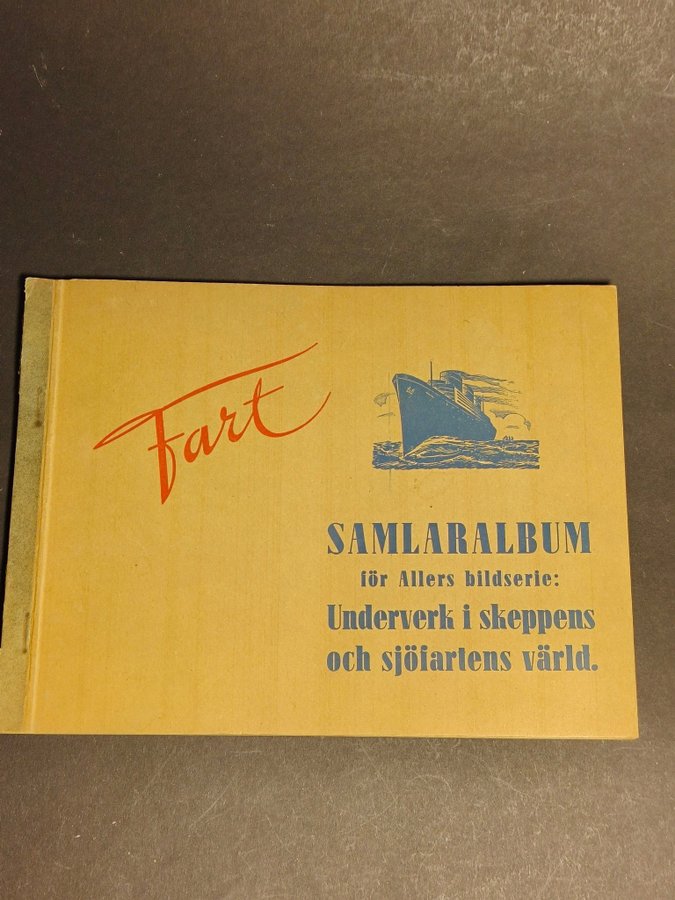 Fart
SAMLARALBUM
för Allers bildserie:
Underverk i skeppens
och sjöfartens värld.